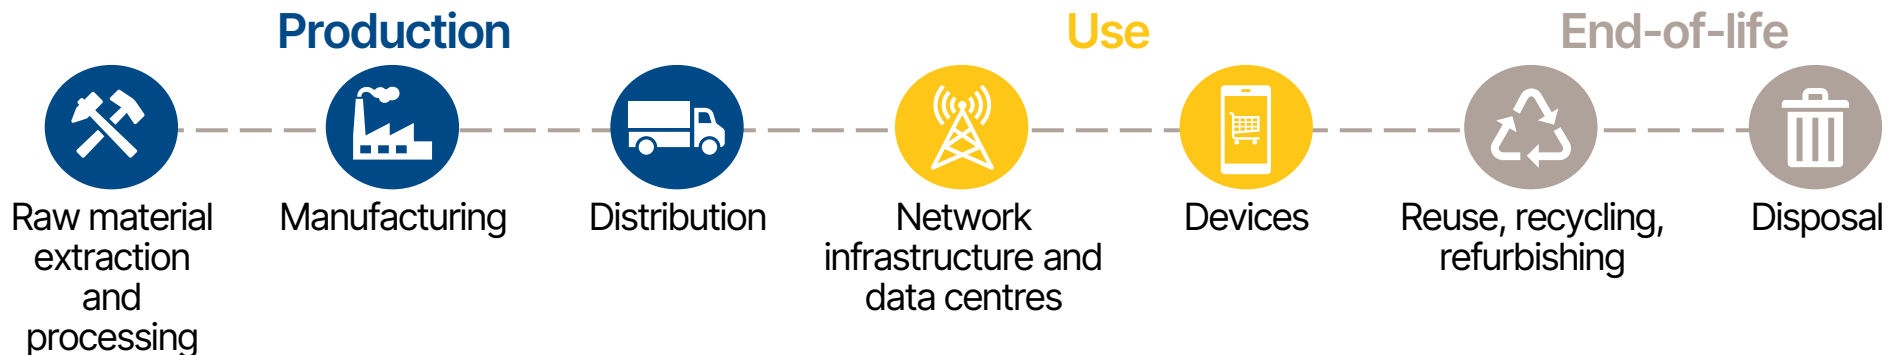 Production
Use
End-of-life
Raw material
extraction
and
processing
Manufacturing
Distribution
Network
infrastructure and
data centres
Devices
Reuse, recycling,
refurbishing
Disposal